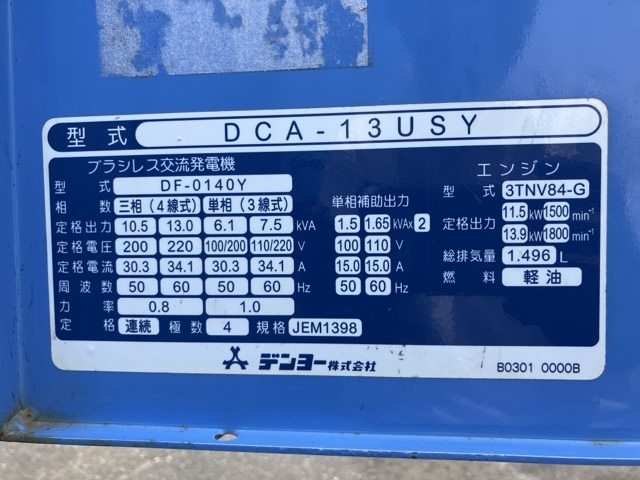 型式 DCA-13USY
ブラシレス交流発電機
型式 DF-0140Y
相数 三相(4線式) 単相(3線式)
定格出力 10.5 13.0 6.1 7.5 kVA
定格電圧 200 220 100/200 110/220 V
定格電流 30.3 34.1 30.3 34.1 A
周波数 50 60 50 60 Hz
力率 0.8 1.0
定格 連続 極数 4 規格 JEM1398
単相補助出力
1.5 1.65 kVA× 2
100 110 V
15.0 15.0 A
50 60 Hz
エンジン
型式 3TNV84-G
定格出力 11.5 kW 1500 min⁻¹
13.9 kW 1800 min⁻¹
総排気量 1.496 L
燃料 軽油
デンヨー株式会社
B0301 0000B